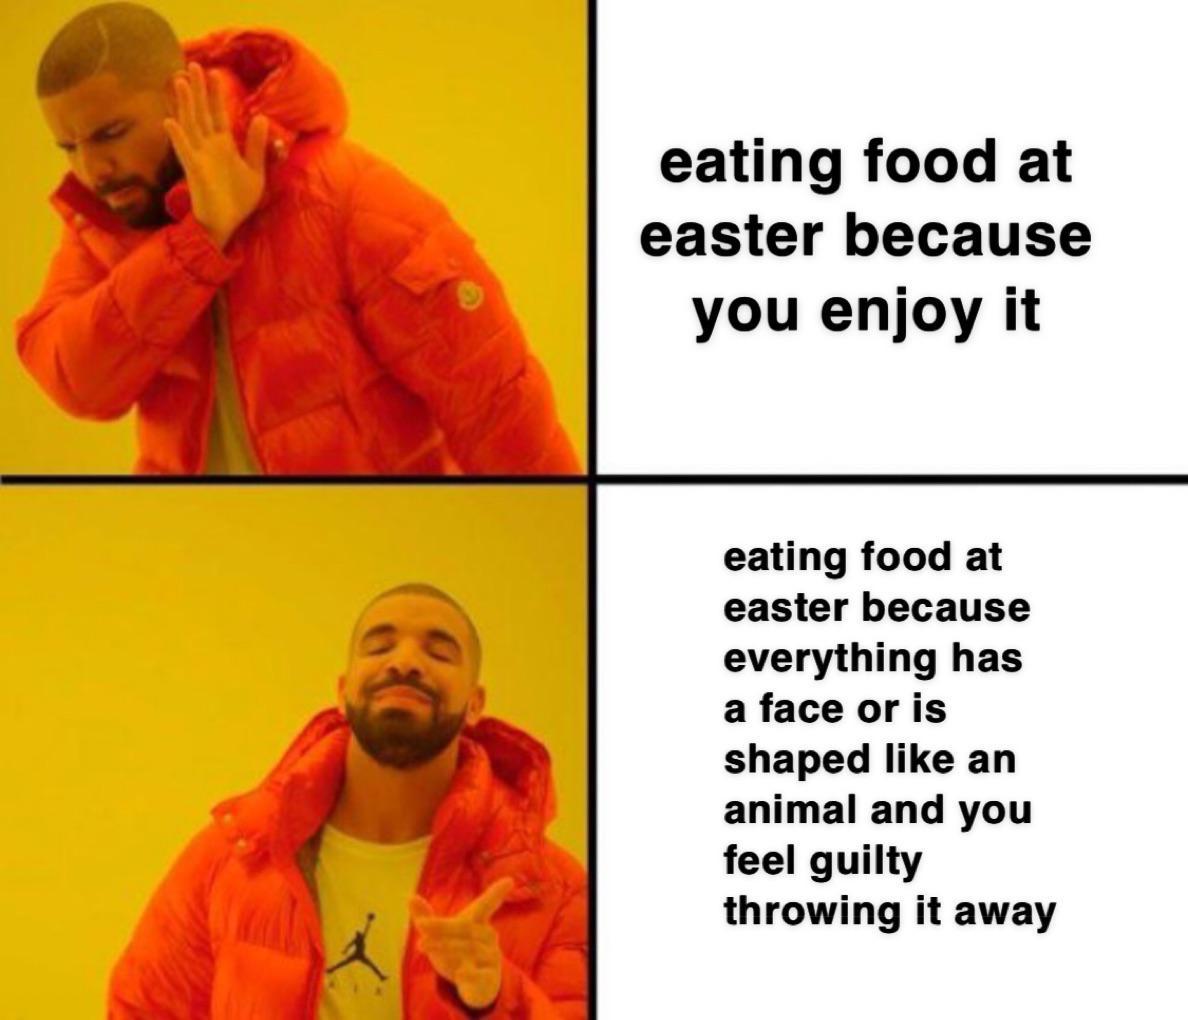 eating food at
easter because
you enjoy it
eating food at
easter because
everything has
a face or is
shaped like an
animal and you
feel guilty
throwing it away